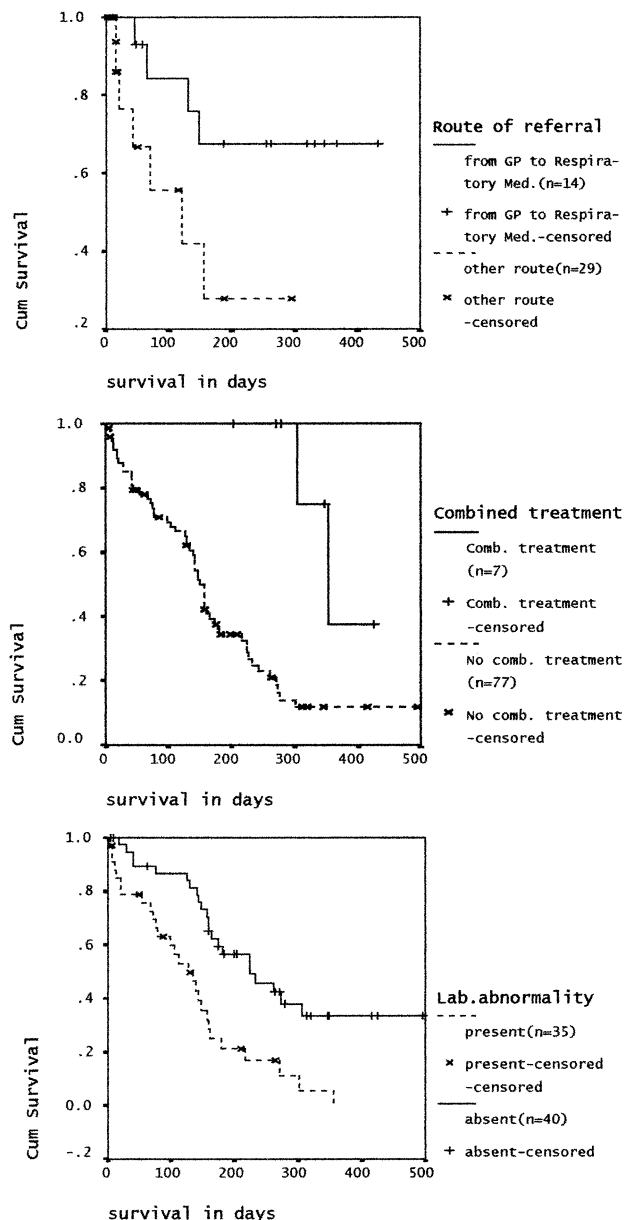 1.0
.8
.6
.4
.2
Cum Survival
0 100 200 300 400 500
survival in days
Route of referral
from GP to Respira-
tory Med.(n=14)
+ from GP to Respira-
tory Med.-censored
other route(n=29)
× other route
-censored
1.0
.8
.6
.4
.2
0.0
Cum Survival
0 100 200 300 400 500
survival in days
Combined treatment
Comb. treatment
(n=7)
+ Comb. treatment
-censored
No comb. treatment
(n=77)
× No comb. treatment
-censored
1.0
.8
.6
.4
.2
0.0
-.2
Cum Survival
0 100 200 300 400 500
survival in days
Lab.abnormality
present(n=35)
× present-censored
-censored
absent(n=40)
+ absent-censored